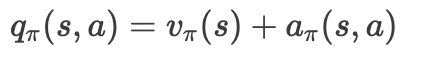 qπ(s, a) = vπ(s) + aπ(s, a)